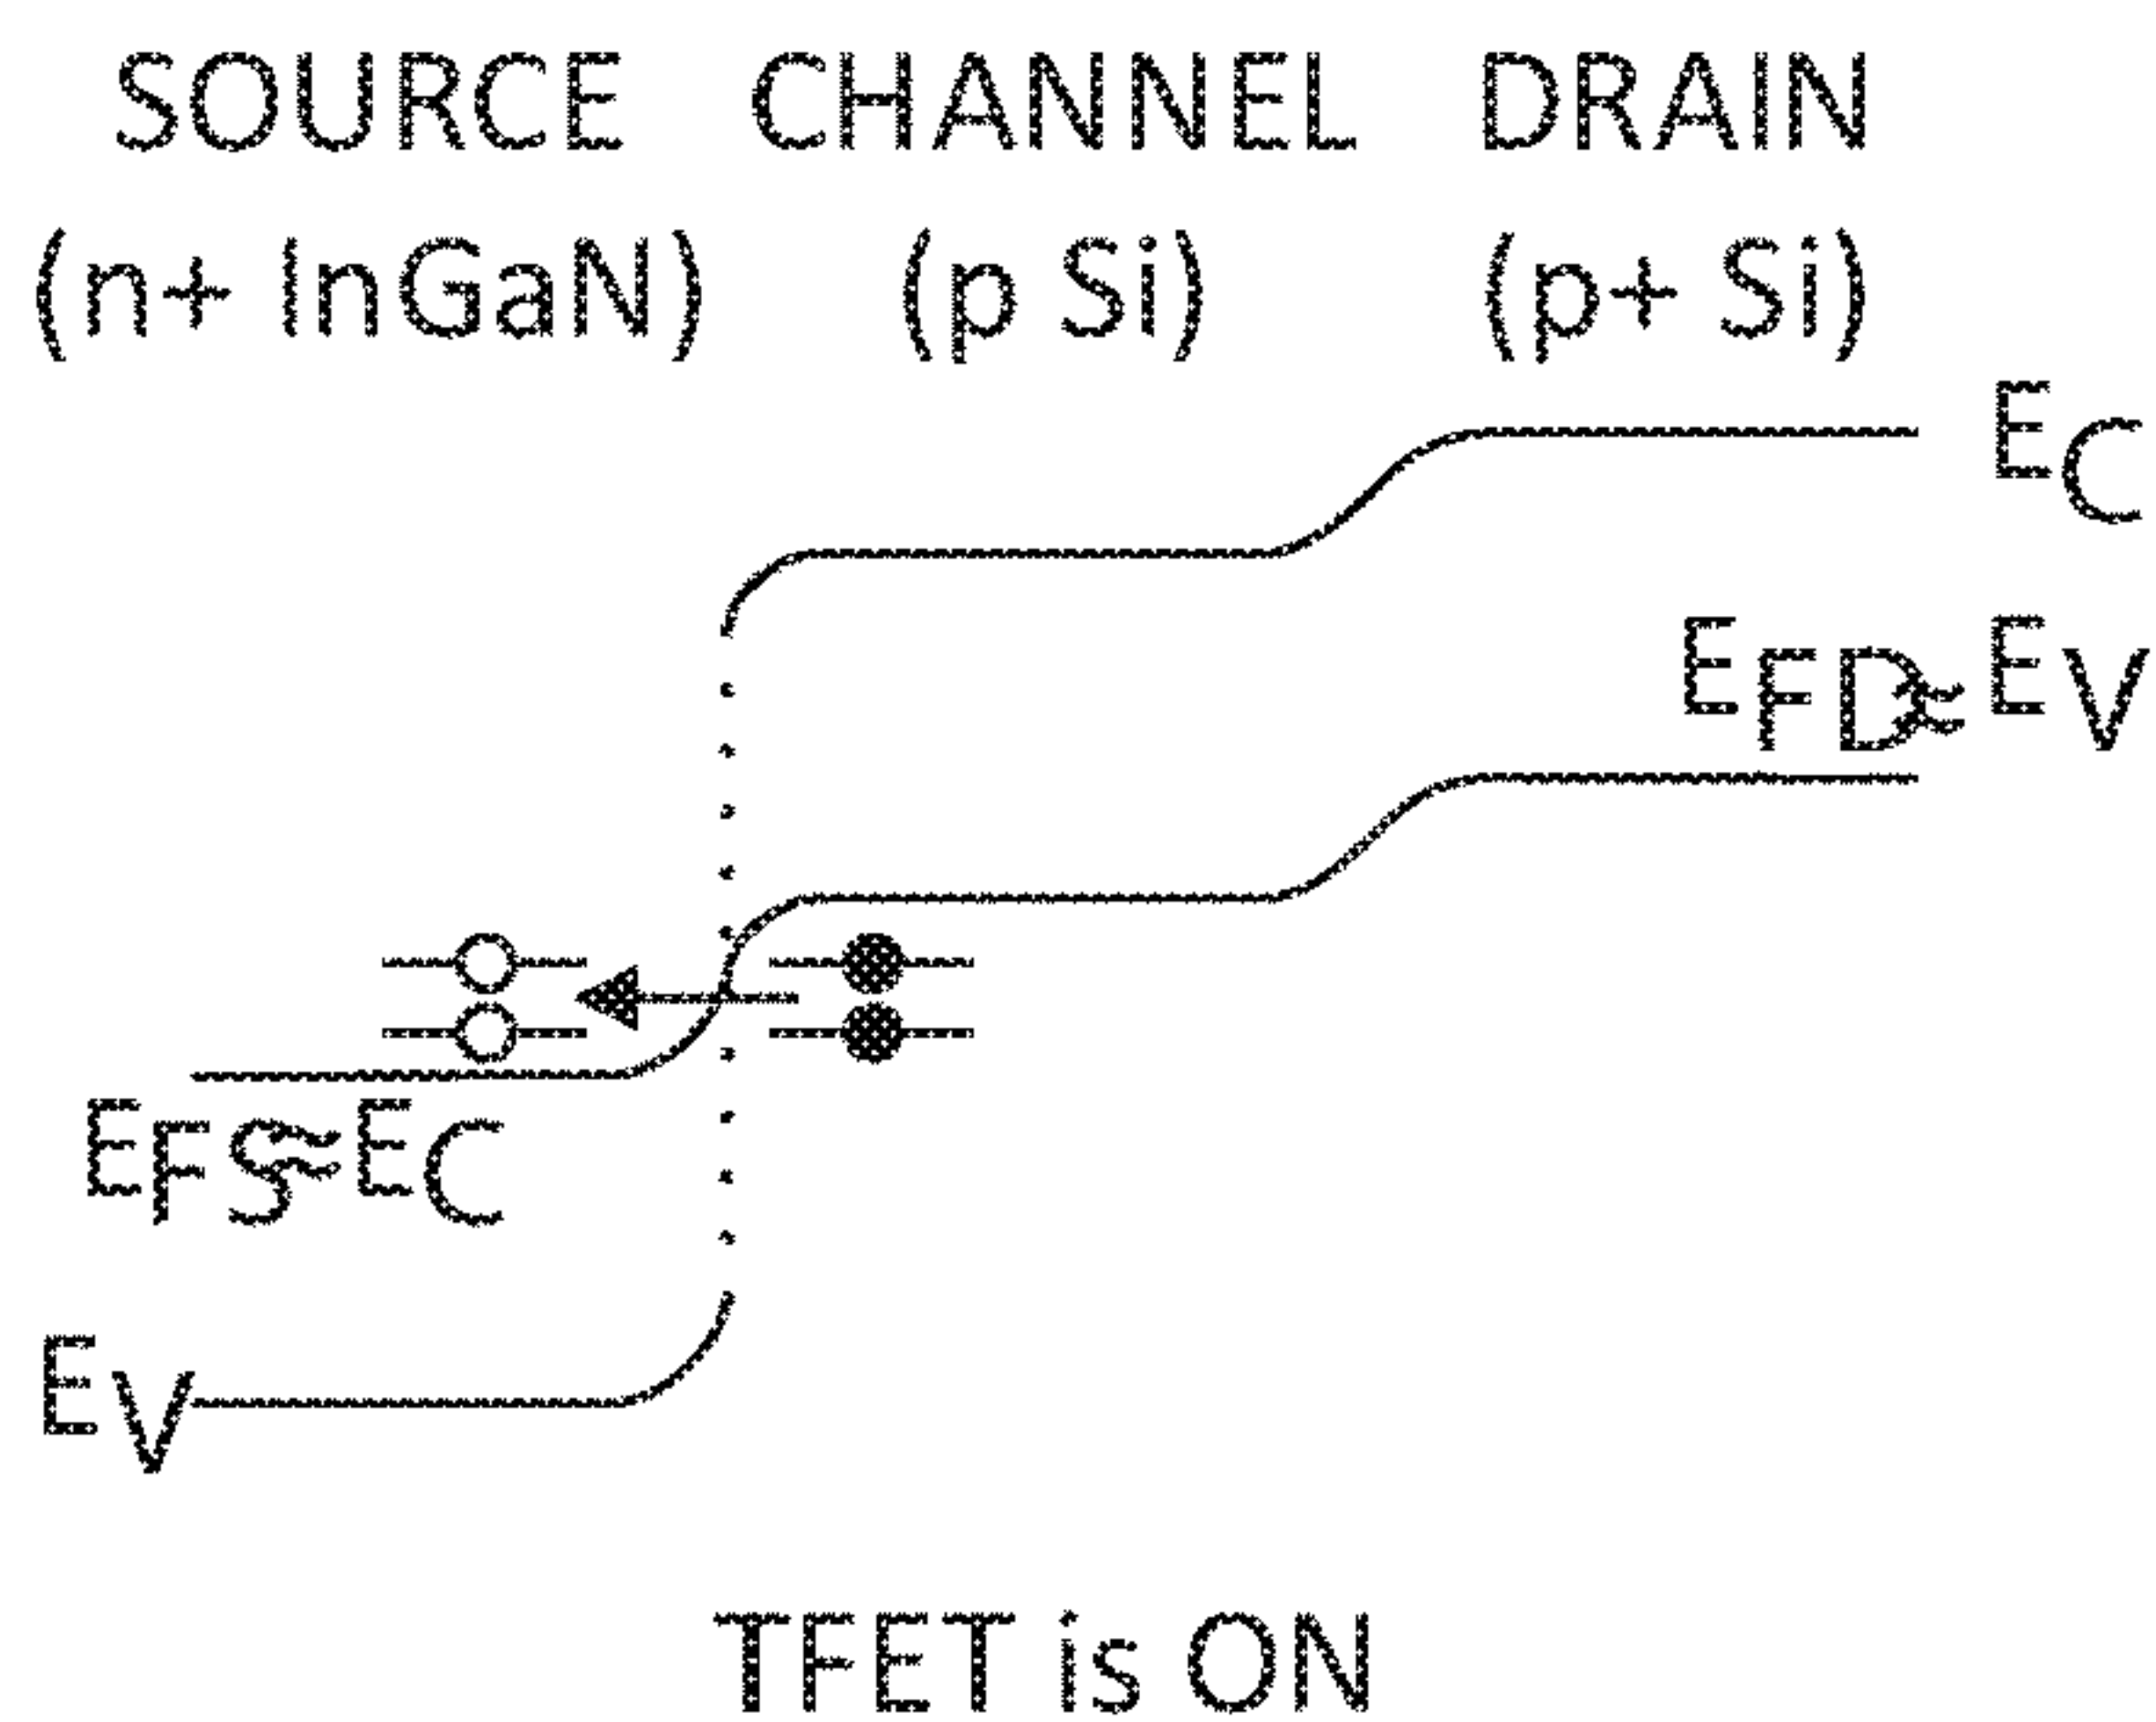 SOURCE CHANNEL DRAIN
(n+ InGaN) (p Si) (p+ Si)
EC
EFD≈EV
EFS≈EC
EV
TFET is ON